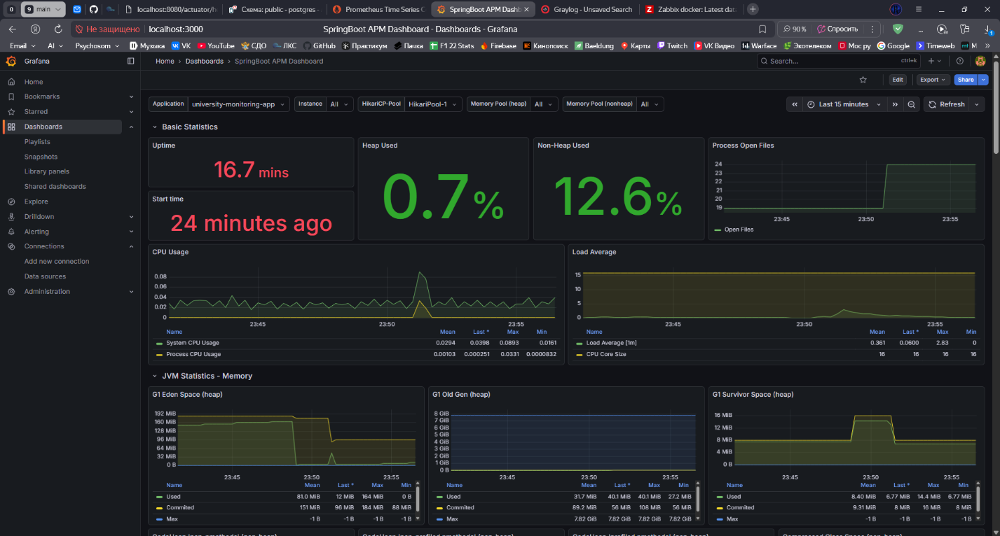 0
9 main
localhost:8080/actuator/h
Схема: public - postgres -
Prometheus Time Series C
SpringBoot APM Dashb
Graylog - Unsaved Search
Zabbix docker: Latest dat
Не защищено localhost:3000
SpringBoot APM Dashboard - Dashboards - Grafana
90 %
Спросить
1
Email
AI
Psychosom
Музыка
VK
YouTube
СДО
ЛКС
GitHub
Практикум
Пачка
F1 22 Stats
Firebase
Кинопоиск
Baeldung
Карты
Twitch
VK Видео
Warface
Экотелеком
Мос ру
Google
Timeweb
Grafana
Home > Dashboards > SpringBoot APM Dashboard
Search...
ctrl+k
Edit
Export
Share
Home
Bookmarks
Starred
Dashboards
Playlists
Snapshots
Library panels
Shared dashboards
Explore
Drilldown
Alerting
Connections
Add new connection
Data sources
Administration
Application university-monitoring-app
Instance All
HikariCP-Pool HikariPool-1
Memory Pool (heap) All
Memory Pool (nonheap) All
Last 15 minutes
Refresh
Basic Statistics
Uptime
16.7 mins
Start time
24 minutes ago
Heap Used
0.7%
Non-Heap Used
12.6%
Process Open Files
24
23
22
21
20
19
23:45 23:50 23:55
Open Files
CPU Usage
0.08
0.06
0.04
0.02
0
23:45 23:50 23:55
Name Mean Last * Max Min
System CPU Usage 0.0294 0.0398 0.0893 0.0161
Process CPU Usage 0.00103 0.000251 0.0331 0.0000832
Load Average
15
10
5
0
23:45 23:50 23:55
Name Mean Last * Max Min
Load Average [1m] 0.361 0.0600 2.83 0
CPU Core Size 16 16 16 16
JVM Statistics - Memory
G1 Eden Space (heap)
192 MiB
160 MiB
128 MiB
96 MiB
64 MiB
32 MiB
0 B
23:45 23:50 23:55
Name Mean Last * Max Min
Used 81.0 MiB 12 MiB 164 MiB 0 B
Commited 151 MiB 96 MiB 184 MiB 88 MiB
Max -1 B -1 B -1 B -1 B
G1 Old Gen (heap)
8 GiB
7 GiB
6 GiB
5 GiB
4 GiB
3 GiB
2 GiB
1 GiB
0 B
23:45 23:50 23:55
Name Mean Last * Max Min
Used 31.7 MiB 40.1 MiB 40.1 MiB 27.2 MiB
Commited 89.2 MiB 56 MiB 108 MiB 56 MiB
Max 7.82 GiB 7.82 GiB 7.82 GiB 7.82 GiB
G1 Survivor Space (heap)
16 MiB
12 MiB
8 MiB
4 MiB
0 B
23:45 23:50 23:55
Name Mean Last * Max Min
Used 8.40 MiB 6.77 MiB 14.4 MiB 6.77 MiB
Commited 9.31 MiB 8 MiB 16 MiB 8 MiB
Max -1 B -1 B -1 B -1 B